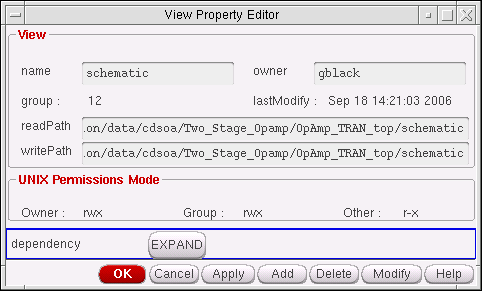 View Property Editor
View
name schematic owner gblack
group : 12 lastModify : Sep 18 14:21:03 2006
readPath .on/data/cdsoa/Two_Stage_Opamp/OpAmp_TRAN_top/schematic
writePath .on/data/cdsoa/Two_Stage_Opamp/OpAmp_TRAN_top/schematic
UNIX Permissions Mode
Owner : rwx Group : rwx Other : r-x
dependency EXPAND
OK Cancel Apply Add Delete Modify Help